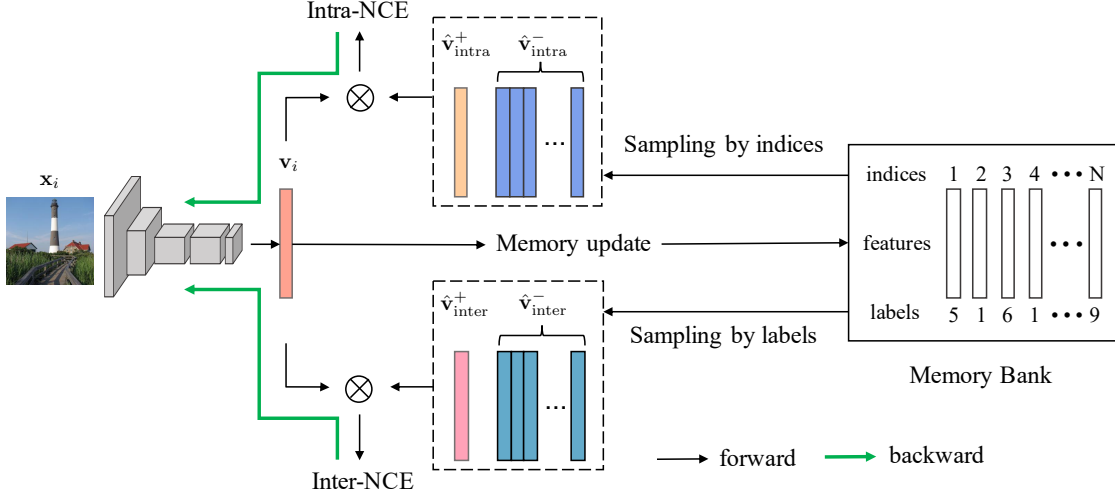 Intra-NCE
v̂⁺intra v̂⁻intra
...
Sampling by indices
vᵢ
xᵢ
indices 1 2 3 4 ••• N
Memory update
features •••
labels 5 1 6 1 ••• 9
Memory Bank
v̂⁺inter v̂⁻inter
Sampling by labels
...
Inter-NCE
forward backward